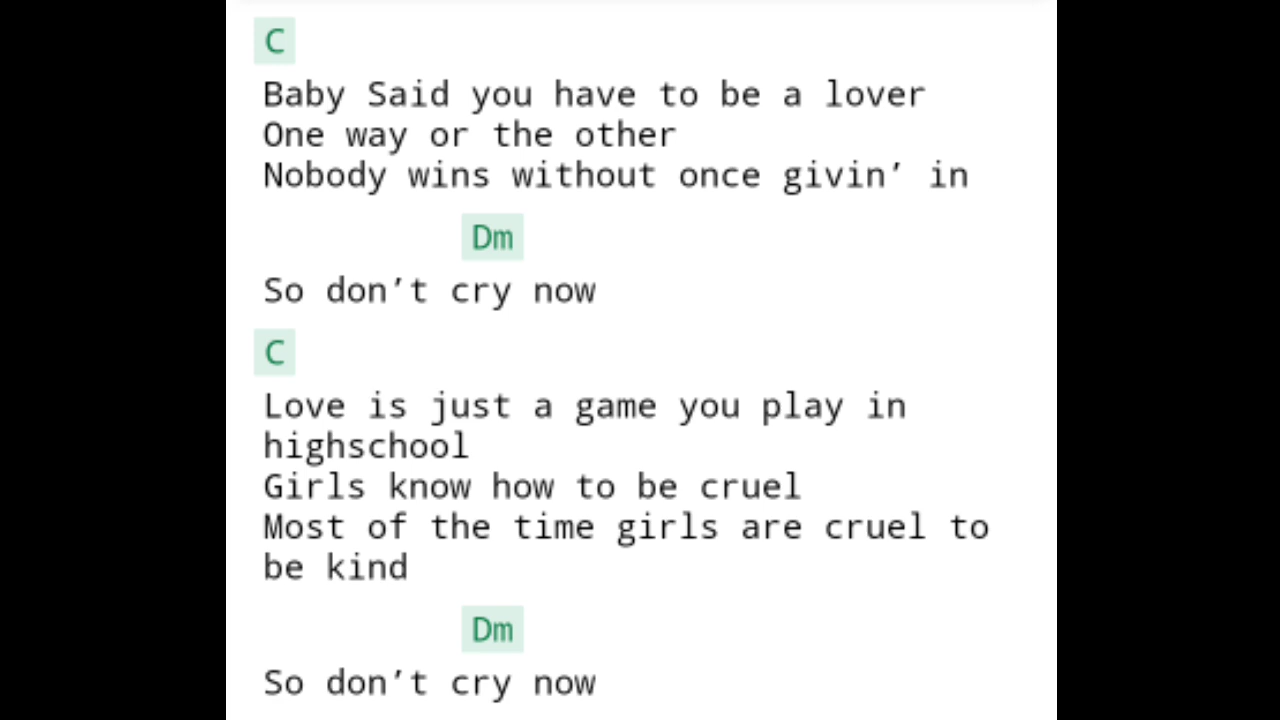 C
Baby Said you have to be a lover
One way or the other
Nobody wins without once givin’ in
Dm
So don’t cry now
C
Love is just a game you play in
highschool
Girls know how to be cruel
Most of the time girls are cruel to
be kind
Dm
So don’t cry now